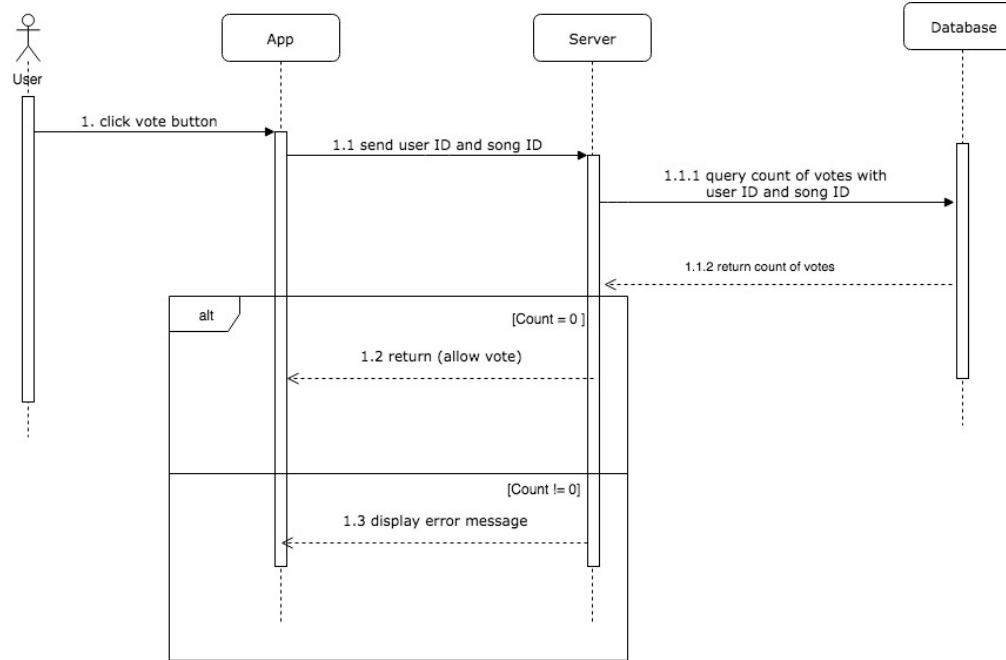 User
App
Server
Database
1. click vote button
1.1 send user ID and song ID
1.1.1 query count of votes with
user ID and song ID
1.1.2 return count of votes
alt
[Count = 0 ]
1.2 return (allow vote)
[Count != 0]
1.3 display error message